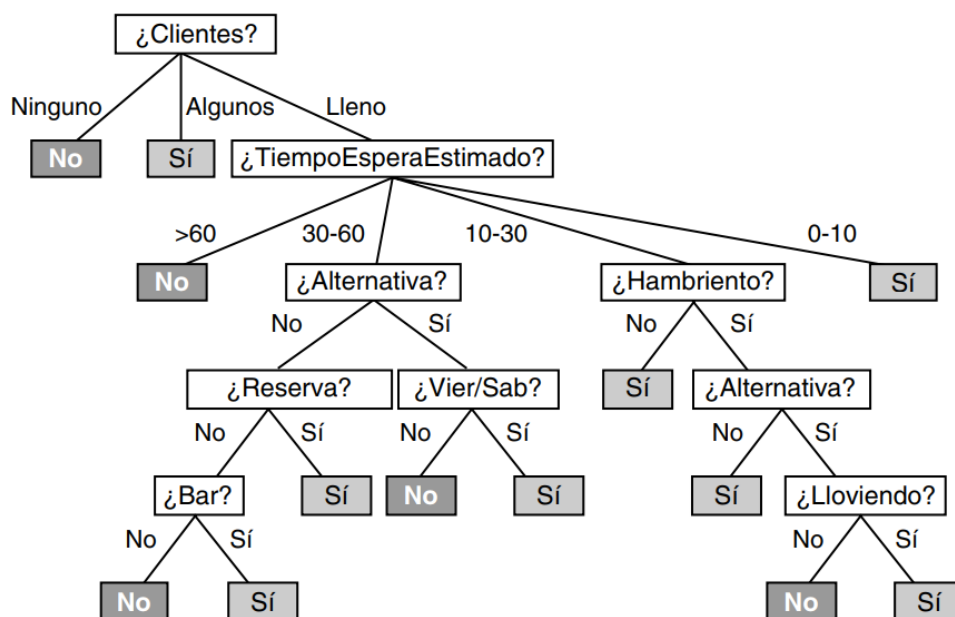 ¿Clientes?
Ninguno Algunos Lleno
No Sí ¿TiempoEsperaEstimado?
>60 30-60 10-30 0-10
No ¿Alternativa? ¿Hambriento? Sí
No Sí No Sí
¿Reserva? ¿Vier/Sab? Sí ¿Alternativa?
No Sí No Sí No Sí
¿Bar? Sí No Sí Sí ¿Lloviendo?
No Sí No Sí
No Sí No Sí